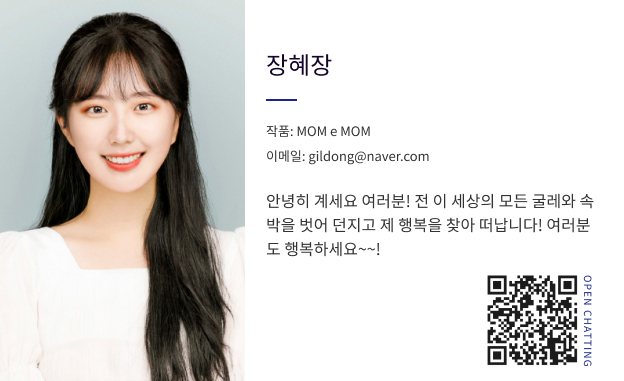 장혜장
작품: MOM e MOM
이메일: gildong@naver.com
안녕히 계세요 여러분! 전 이 세상의 모든 굴레와 속
박을 벗어 던지고 제 행복을 찾아 떠납니다! 여러분
도 행복하세요~~!
OPEN CHATTING